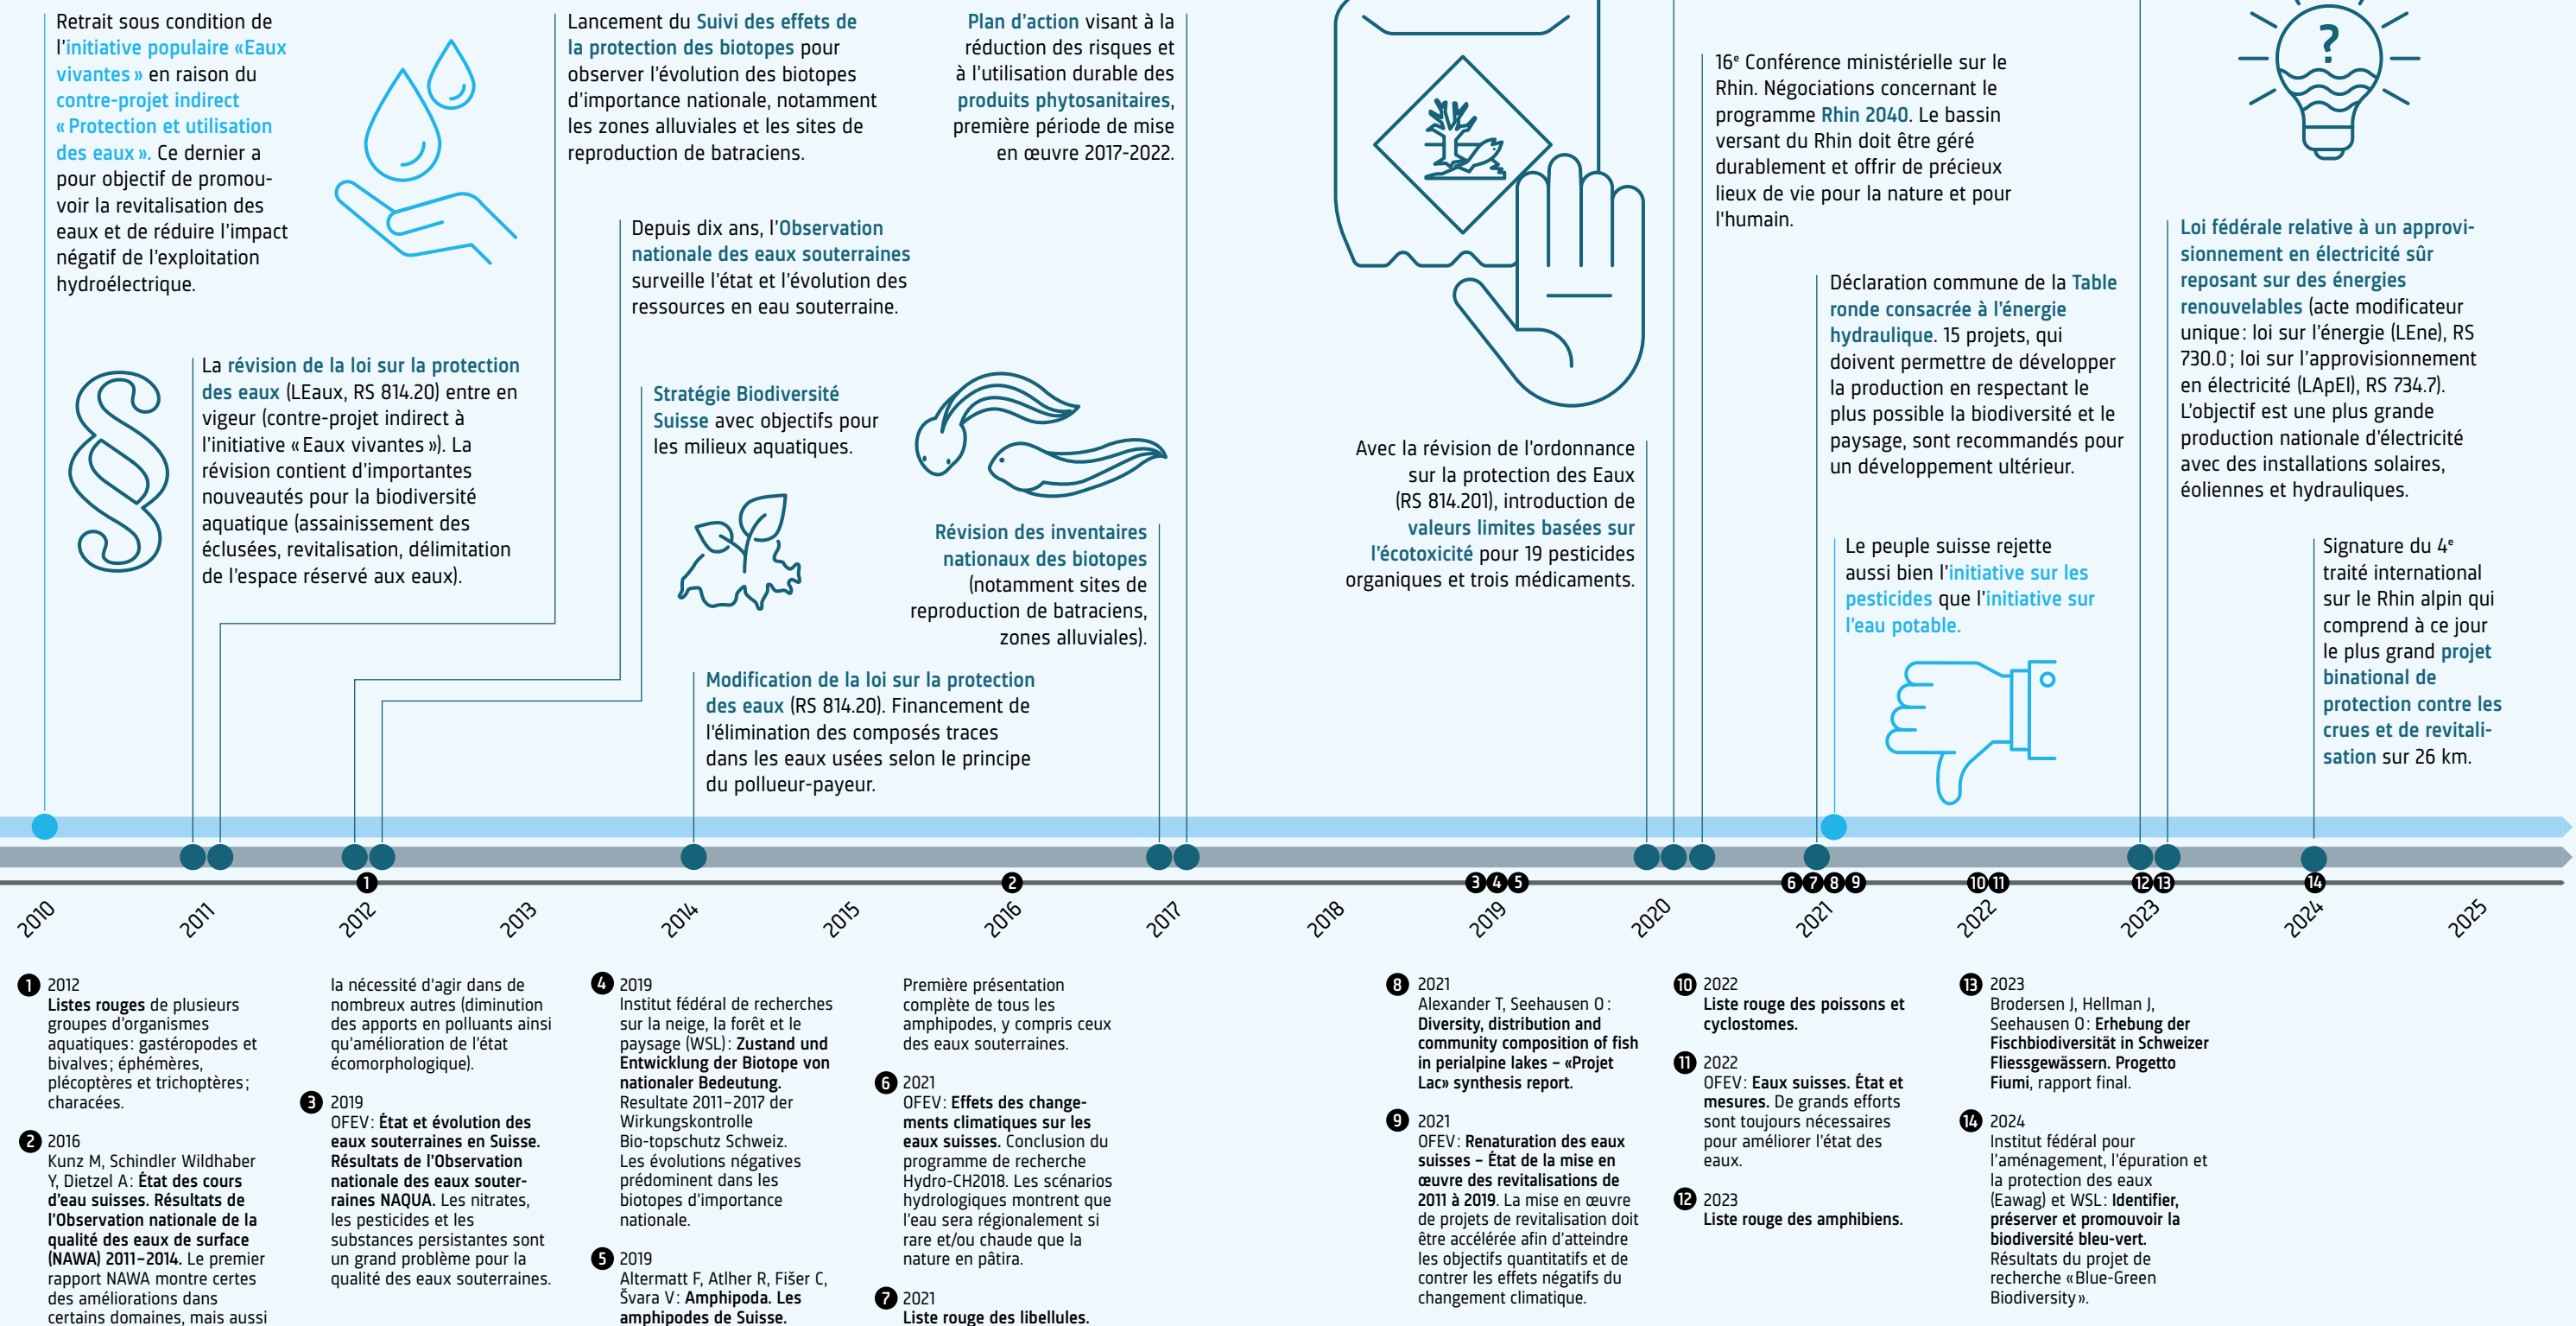 Retrait sous condition de
l’initiative populaire «Eaux
vivantes» en raison du
contre-projet indirect
«Protection et utilisation
des eaux». Ce dernier a
pour objectif de promou-
voir la revitalisation des
eaux et de réduire l’impact
négatif de l’exploitation
hydroélectrique.
La révision de la loi sur la protection
des eaux (LEaux, RS 814.20) entre en
vigeur (contre-projet indirect à
l’initiative «Eaux vivantes»). La
révision contient d’importantes
nouveautés pour la biodiversité
aquatique (assainissement des
éclusées, revitalisation, délimitation
de l’espace réservé aux eaux).
Lancement du Suivi des effets de
la protection des biotopes pour
observer l’évolution des biotopes
d’importance nationale, notamment
les zones alluviales et les sites de
reproduction de batraciens.
Depuis dix ans, l’Observation
nationale des eaux souterraines
surveille l’état et l’évolution des
ressources en eau souterraine.
Stratégie Biodiversité
Suisse avec objectifs pour
les milieux aquatiques.
Modification de la loi sur la protection
des eaux (RS 814.20). Financement de
l'élimination des composés traces
dans les eaux usées selon le principe
du pollueur-payeur.
Révision des inventaires
nationaux des biotopes
(notamment sites de
reproduction de batraciens,
zones alluviales).
Plan d’action visant à la
réduction des risques et
à l’utilisation durable des
produits phytosanitaires,
première période de mise
en œuvre 2017-2022.
Avec la révision de l’ordonnance
sur la protection des Eaux
(RS 814.201), introduction de
valeurs limites basées sur
l’écotoxicité pour 19 pesticides
organiques et trois médicaments.
16e Conférence ministérielle sur le
Rhin. Négociations concernant le
programme Rhin 2040. Le bassin
versant du Rhin doit être géré
durablement et offrir de précieux
lieux de vie pour la nature et pour
l'humain.
Déclaration commune de la Table
ronde consacrée à l’énergie
hydraulique. 15 projets, qui
doivent permettre de développer
la production en respectant le
plus possible la biodiversité et le
paysage, sont recommandés pour
un développement ultérieur.
Le peuple suisse rejette
aussi bien l’initiative sur les
pesticides que l’initiative sur
l’eau potable.
?
Loi fédérale relative à un approvi-
sionnement en électricité sûr
reposant sur des énergies
renouvelables (acte modificateur
unique: loi sur l’énergie (LEne), RS
730.0; loi sur l’approvisionnement
en électricité (LApEl), RS 734.7).
L’objectif est une plus grande
production nationale d’électricité
avec des installations solaires,
éoliennes et hydrauliques.
Signature du 4e
traité international
sur le Rhin alpin qui
comprend à ce jour
le plus grand projet
binational de
protection contre les
crues et de revitali-
sation sur 26 km.
1 2 3 4 5 6 7 8 9 10 11 12 13 14
2010 2011 2012 2013 2014 2015 2016 2017 2018 2019 2020 2021 2022 2023 2024 2025
1 2012
Listes rouges de plusieurs
groupes d’organismes
aquatiques: gastéropodes et
bivalves; éphémères,
plécoptères et trichoptères;
characées.
2 2016
Kunz M, Schindler Wildhaber
Y, Dietzel A: État des cours
d’eau suisses. Résultats de
l’Observation nationale de la
qualité des eaux de surface
(NAWA) 2011–2014. Le premier
rapport NAWA montre certes
des améliorations dans
certains domaines, mais aussi
la nécessité d'agir dans de
nombreux autres (diminution
des apports en polluants ainsi
qu’amélioration de l’état
écomorphologique).
3 2019
OFEV: État et évolution des
eaux souterraines en Suisse.
Résultats de l’Observation
nationale des eaux souter-
raines NAQUA. Les nitrates,
les pesticides et les
substances persistantes sont
un grand problème pour la
qualité des eaux souterraines.
4 2019
Institut fédéral de recherches
sur la neige, la forêt et le
paysage (WSL): Zustand und
Entwicklung der Biotope von
nationaler Bedeutung.
Resultate 2011–2017 der
Wirkungskontrolle
Bio-topschutz Schweiz.
Les évolutions négatives
prédominent dans les
biotopes d’importance
nationale.
5 2019
Altermatt F, Atlher R, Fišer C,
Švara V: Amphipoda. Les
amphipodes de Suisse.
Première présentation
complète de tous les
amphipodes, y compris ceux
des eaux souterraines.
6 2021
OFEV: Effets des change-
ments climatiques sur les
eaux suisses. Conclusion du
programme de recherche
Hydro-CH2018. Les scénarios
hydrologiques montrent que
l’eau sera régionalement si
rare et/ou chaude que la
nature en pâtira.
7 2021
Liste rouge des libellules.
8 2021
Alexander T, Seehausen O:
Diversity, distribution and
community composition of fish
in perialpine lakes – «Projet
Lac» synthesis report.
9 2021
OFEV: Renaturation des eaux
suisses – État de la mise en
œuvre des revitalisations de
2011 à 2019. La mise en œuvre
de projets de revitalisation doit
être accélérée afin d’atteindre
les objectifs quantitatifs et de
contrer les effets négatifs du
changement climatique.
10 2022
Liste rouge des poissons et
cyclostomes.
11 2022
OFEV: Eaux suisses. État et
mesures. De grands efforts
sont toujours nécessaires
pour améliorer l’état des
eaux.
12 2023
Liste rouge des amphibiens.
13 2023
Brodersen J, Hellman J,
Seehausen O: Erhebung der
Fischbiodiversität in Schweizer
Fliessgewässern. Progetto
Fiumi, rapport final.
14 2024
Institut fédéral pour
l’aménagement, l’épuration et
la protection des eaux
(Eawag) et WSL: Identifier,
préserver et promouvoir la
biodiversité bleu-vert.
Résultats du projet de
recherche «Blue-Green
Biodiversity».